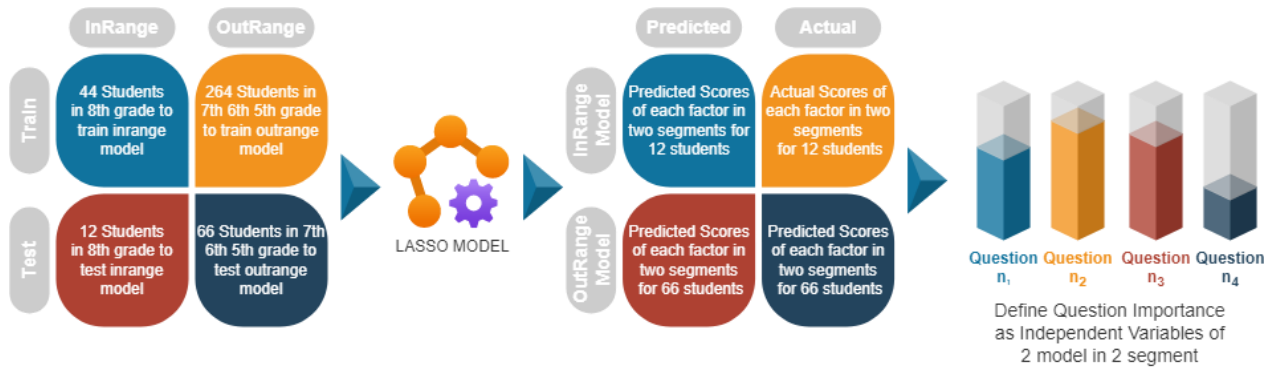 InRange
OutRange
Train
44 Students
in 8th grade to
train inrange
model
264 Students in
7th 6th 5th grade
to train outrange
model
Test
12 Students
in 8th grade to
test inrange
model
66 Students in 7th
6th 5th grade to
test outrange
model
LASSO MODEL
Predicted
Actual
InRange
Model
Predicted Scores
of each factor in
two segments for
12 students
Actual Scores of
each factor in two
segments
for 12 students
OutRange
Model
Predicted Scores
of each factor in
two segments
for 66 students
Predicted Scores
of each factor in
two segments
for 66 students
Question
n₁
Question
n₂
Question
n₃
Question
n₄
Define Question Importance
as Independent Variables of
2 model in 2 segment